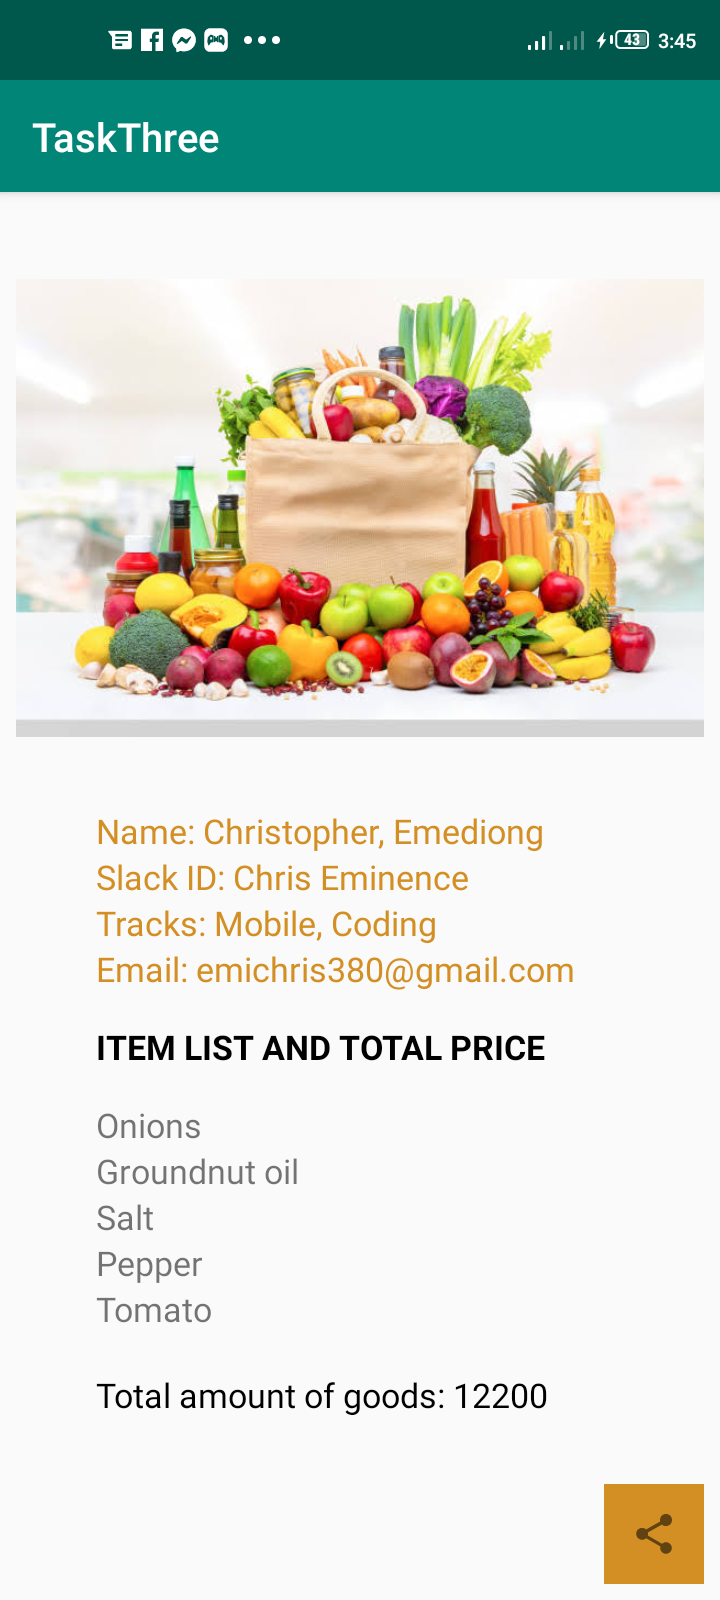 43 3:45
TaskThree
Name: Christopher, Emediong
Slack ID: Chris Eminence
Tracks: Mobile, Coding
Email: emichris380@gmail.com
ITEM LIST AND TOTAL PRICE
Onions
Groundnut oil
Salt
Pepper
Tomato
Total amount of goods: 12200